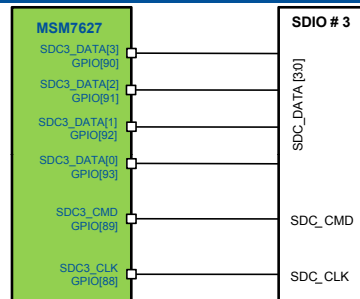 MSM7627
SDC3_DATA[3]
GPIO[90]
SDC3_DATA[2]
GPIO[91]
SDC3_DATA[1]
GPIO[92]
SDC3_DATA[0]
GPIO[93]
SDC3_CMD
GPIO[89]
SDC3_CLK
GPIO[88]
SDIO # 3
SDC_DATA [3:0]
SDC_CMD
SDC_CLK